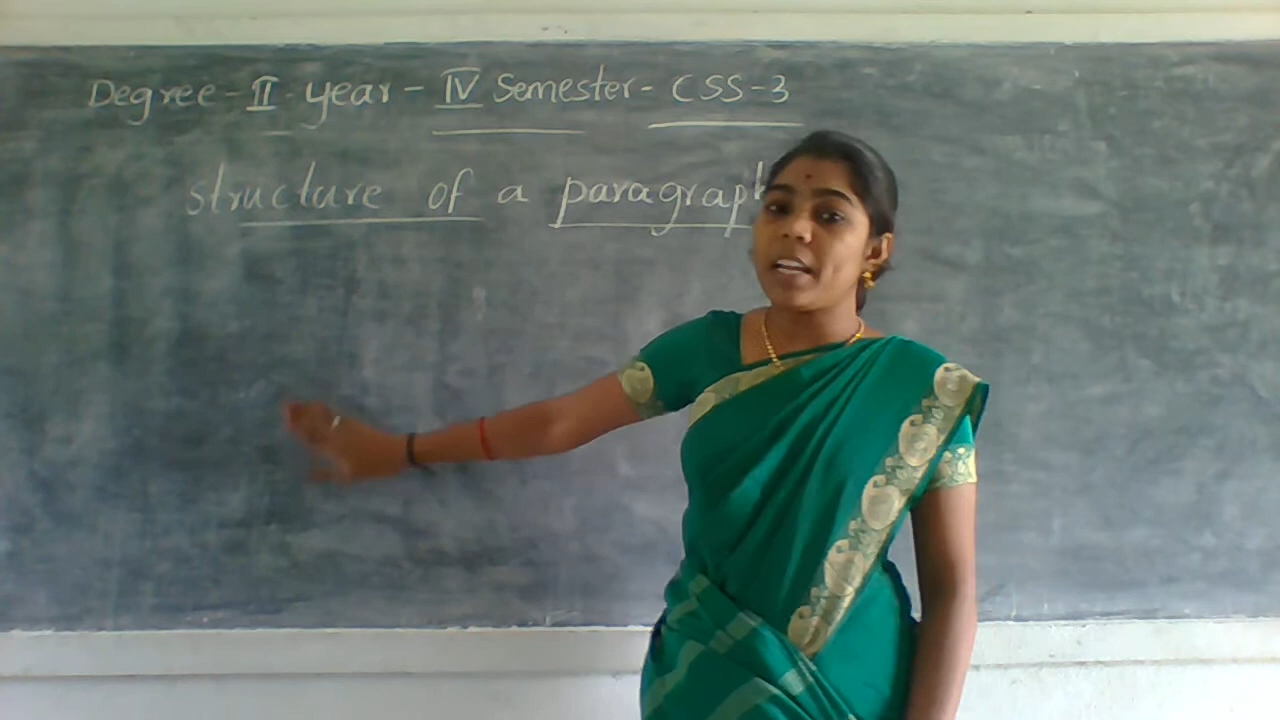 Degree - II year - IV Semester - CSS-3
structure of a paragraph